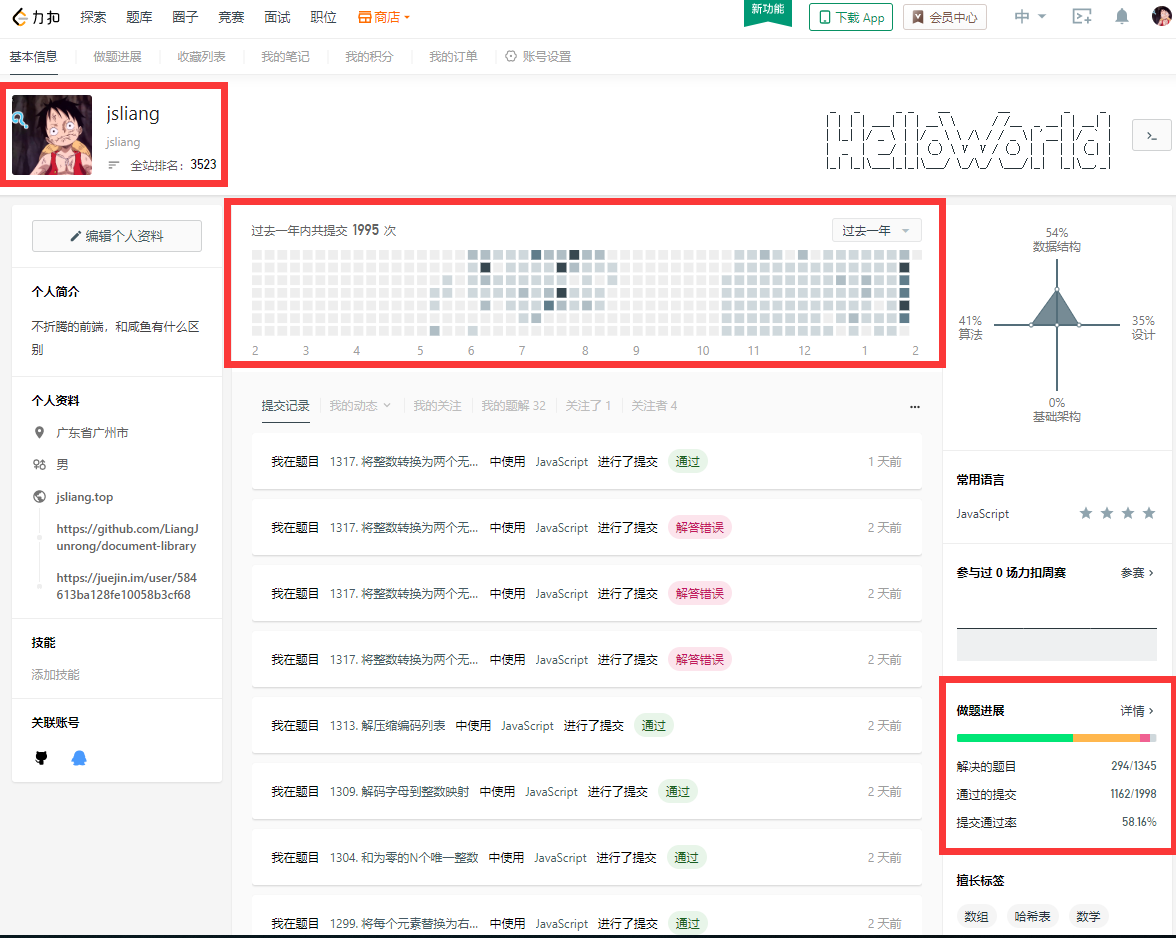 力扣 探索 题库 圈子 竞赛 面试 职位 商店 新功能 下载 App 会员中心 中
基本信息 做题进展 收藏列表 我的笔记 我的积分 我的订单 账号设置
jsliang
jsliang
全站排名： 3523
HelloWorld
>_
编辑个人资料
个人简介
不折腾的前端，和咸鱼有什么区
别
个人资料
广东省广州市
男
jsliang.top
https://github.com/LiangJ
unrong/document-library
https://juejin.im/user/584
613ba128fe10058b3cf68
技能
添加技能
关联账号
过去一年内共提交 1995 次 过去一年
2 3 4 5 6 7 8 9 10 11 12 1 2
提交记录 我的动态 我的关注 我的题解 32 关注了 1 关注者 4 ...
我在题目 1317. 将整数转换为两个无... 中使用 JavaScript 进行了提交 通过 1 天前
我在题目 1317. 将整数转换为两个无... 中使用 JavaScript 进行了提交 解答错误 2 天前
我在题目 1317. 将整数转换为两个无... 中使用 JavaScript 进行了提交 解答错误 2 天前
我在题目 1317. 将整数转换为两个无... 中使用 JavaScript 进行了提交 解答错误 2 天前
我在题目 1313. 解压缩编码列表 中使用 JavaScript 进行了提交 通过 2 天前
我在题目 1309. 解码字母到整数映射 中使用 JavaScript 进行了提交 通过 2 天前
我在题目 1304. 和为零的N个唯一整数 中使用 JavaScript 进行了提交 通过 2 天前
我在题目 1299. 将每个元素替换为右... 中使用 JavaScript 进行了提交 通过 2 天前
54%
数据结构
41%
算法
35%
设计
0%
基础架构
常用语言
JavaScript
参与过 0 场力扣周赛 参赛
做题进展 详情
解决的题目 294/1345
通过的提交 1162/1998
提交通过率 58.16%
擅长标签
数组 哈希表 数学